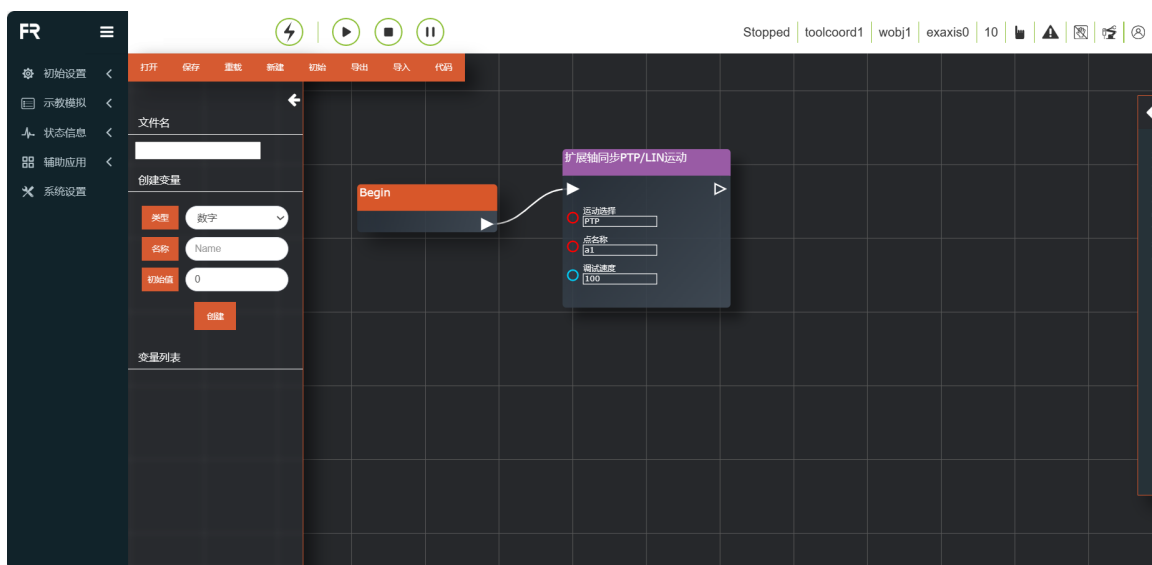 FR
Stopped toolcoord1 wobj1 exaxis0 10
初始设置
示教模拟
状态信息
辅助应用
系统设置
打开 保存 重载 新建 初始 导出 导入 代码
文件名
创建变量
类型 数字
名称 Name
初始值 0
创建
变量列表
Begin
扩展轴同步PTP/LIN运动
运动选择
PTP
点名称
a1
调试速度
100